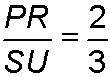 PR/SU = 2/3